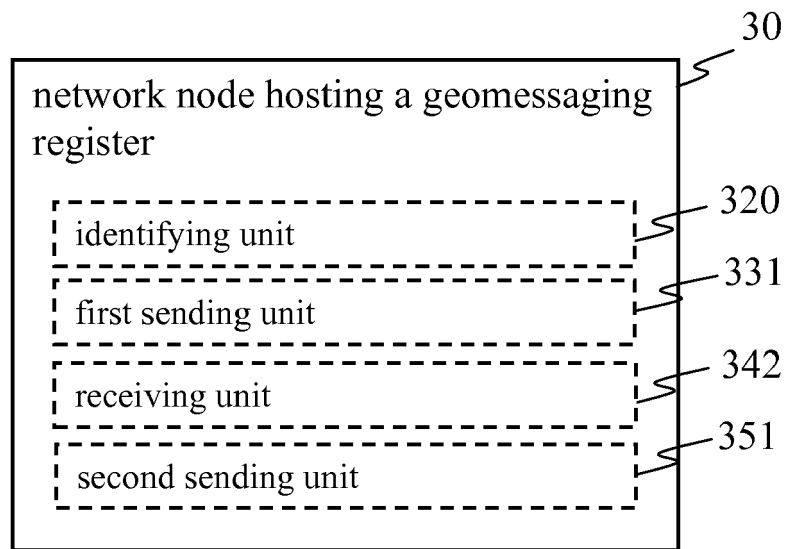 30
network node hosting a geomessaging
register
identifying unit
320
first sending unit
331
receiving unit
342
second sending unit
351